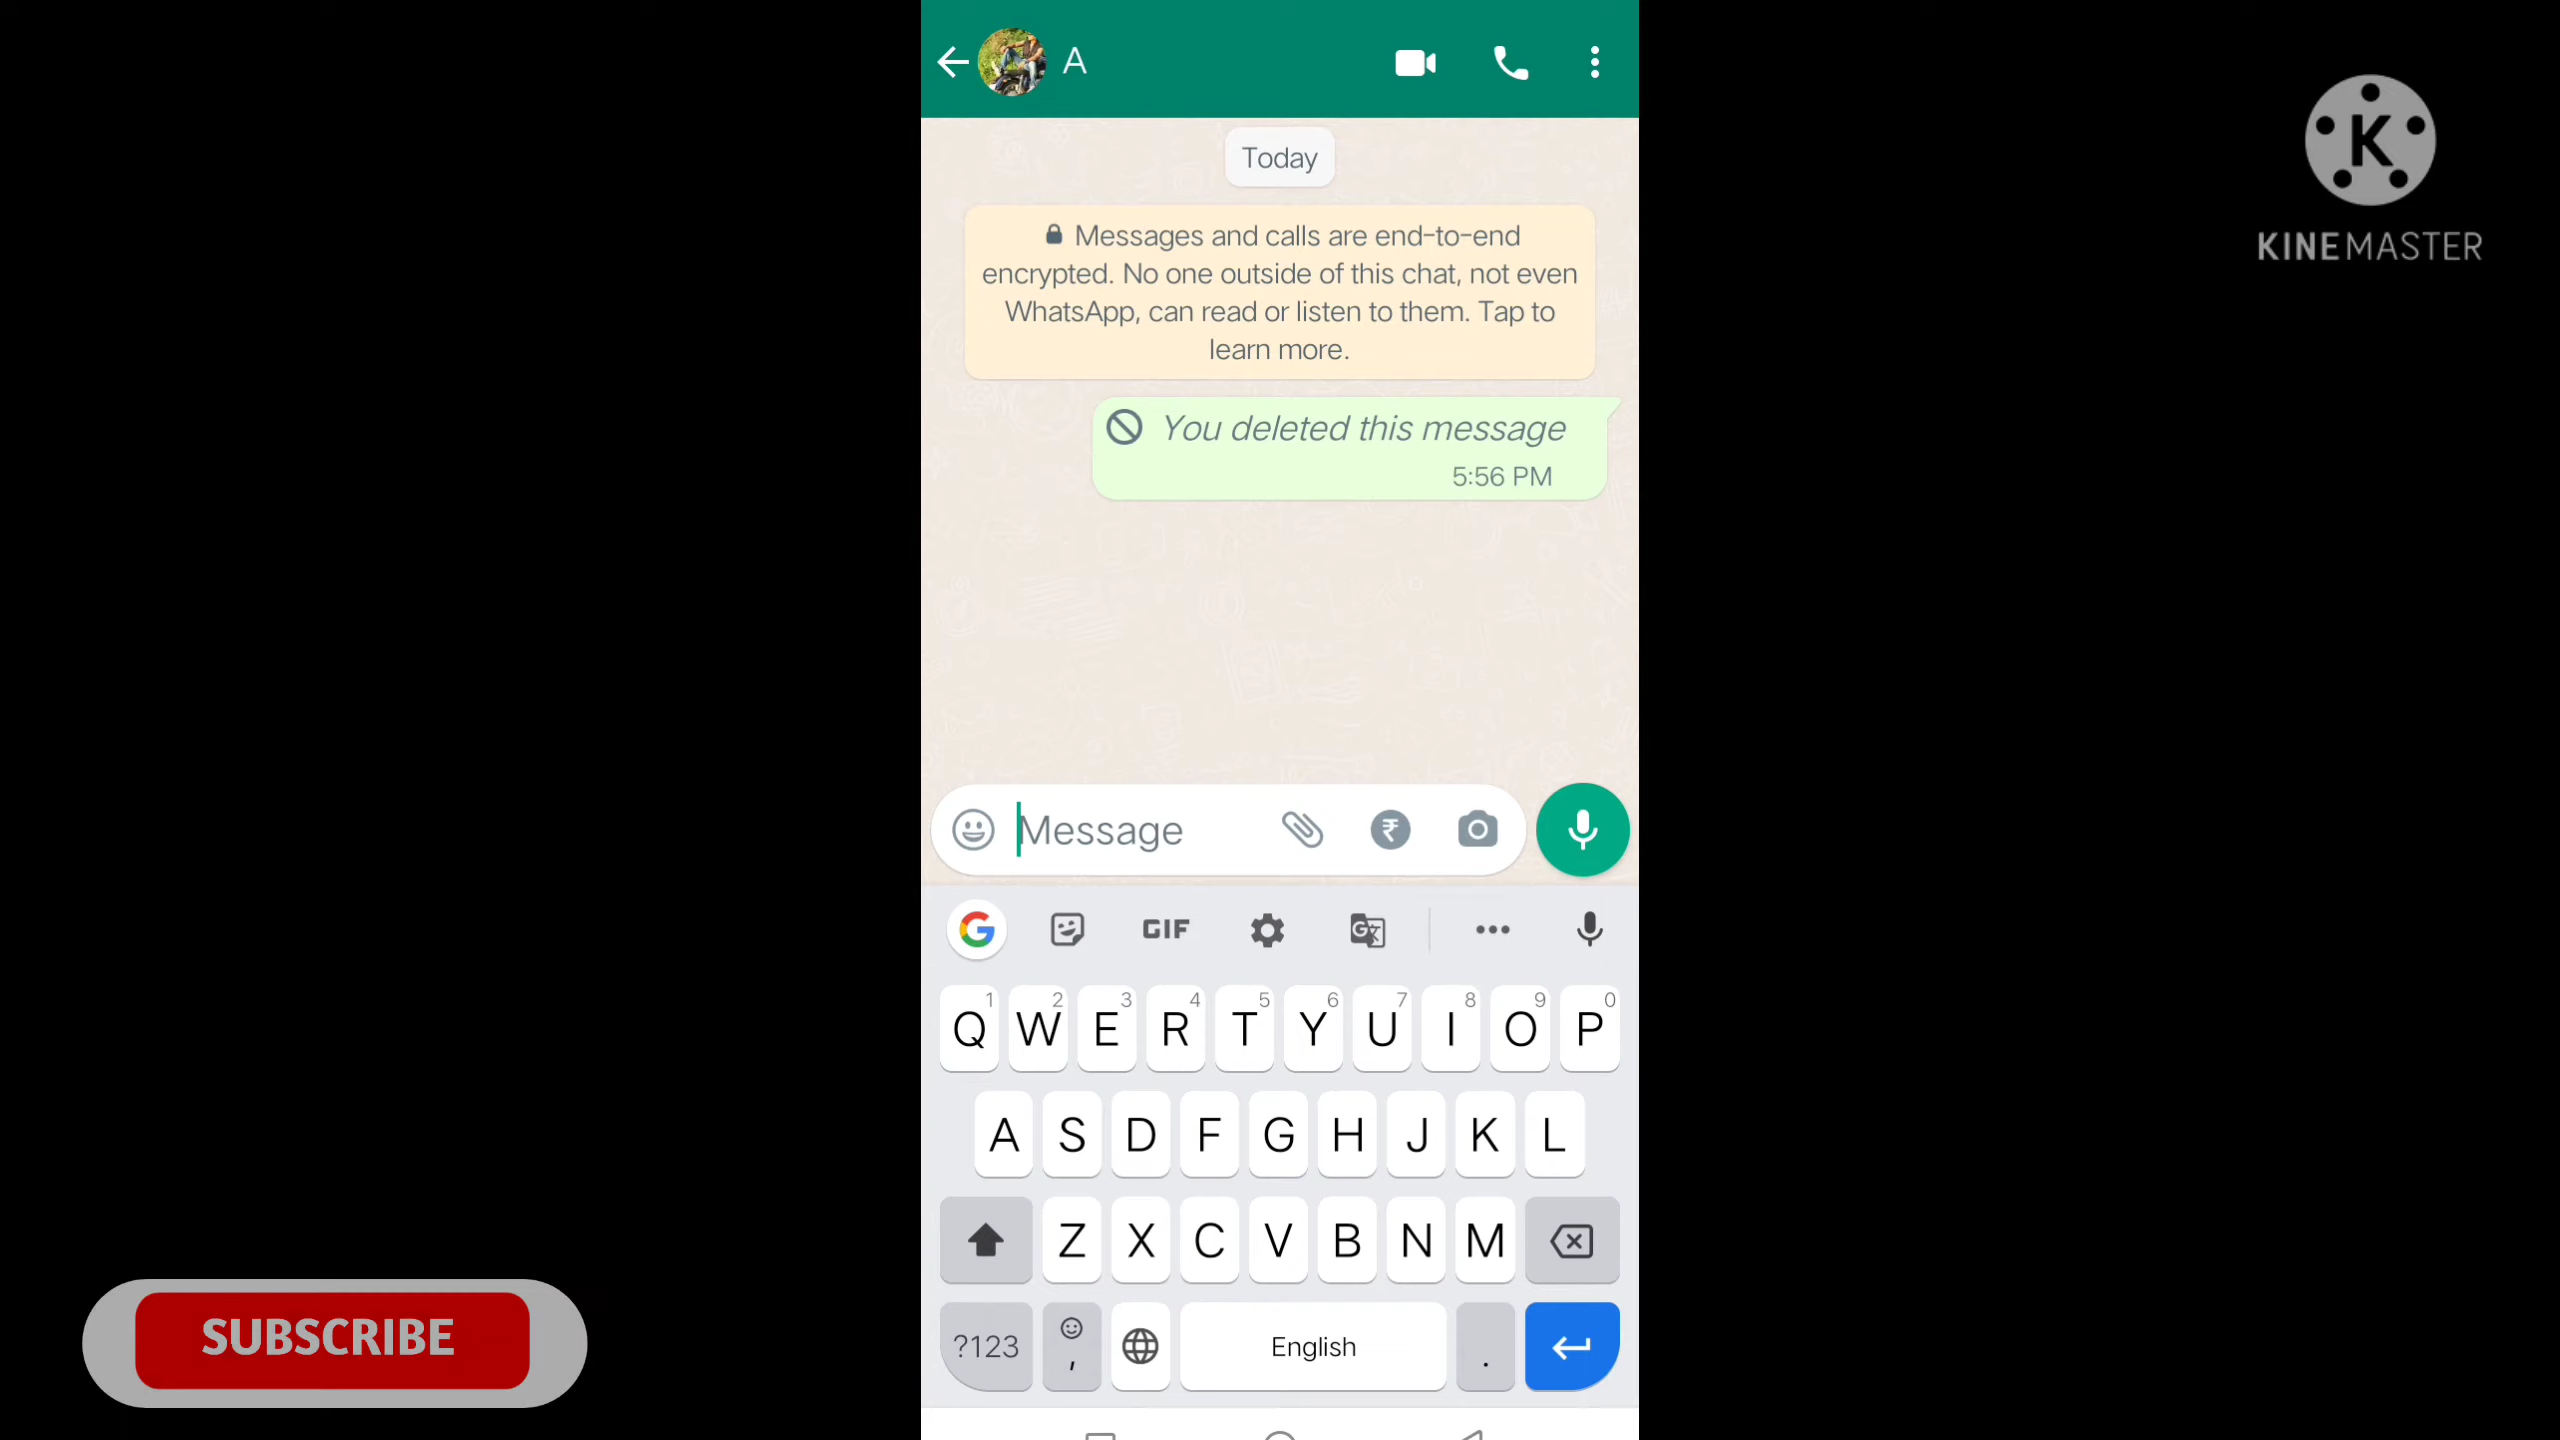 A
Today
Messages and calls are end-to-end
encrypted. No one outside of this chat, not even
WhatsApp, can read or listen to them. Tap to
learn more.
You deleted this message
5:56 PM
Message
GIF
1 2 3 4 5 6 7 8 9 0
Q W E R T Y U I O P
A S D F G H J K L
Z X C V B N M
?123 , English .
K
KINEMASTER
SUBSCRIBE